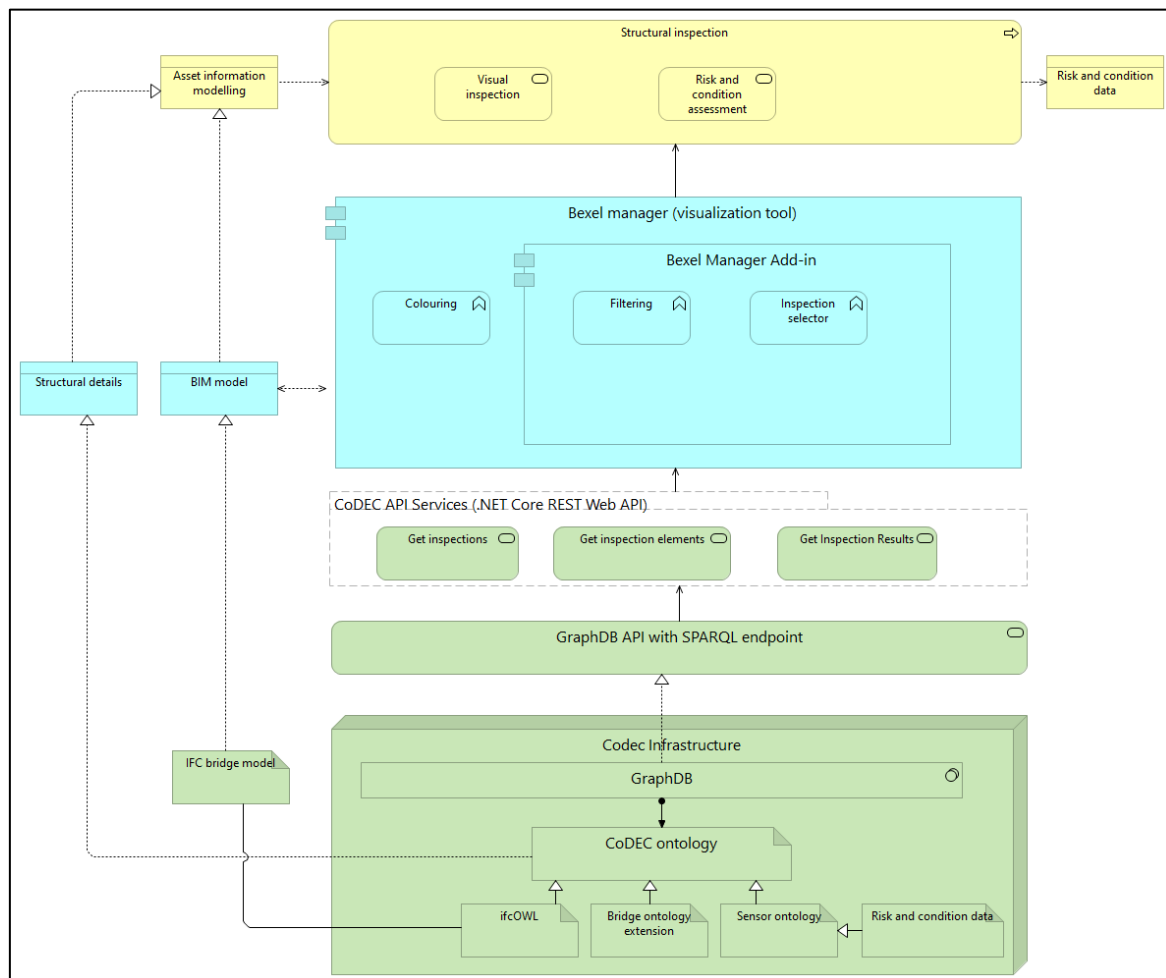 Structural inspection
Asset information
modelling
Visual
inspection
Risk and
condition
assessment
Risk and condition
data
Bexel manager (visualization tool)
Bexel Manager Add-in
Colouring
Filtering
Inspection
selector
Structural details
BIM model
CoDEC API Services (.NET Core REST Web API)
Get inspections
Get inspection elements
Get Inspection Results
GraphDB API with SPARQL endpoint
Codec Infrastructure
IFC bridge model
GraphDB
CoDEC ontology
ifcOWL
Bridge ontology
extension
Sensor ontology
Risk and condition data